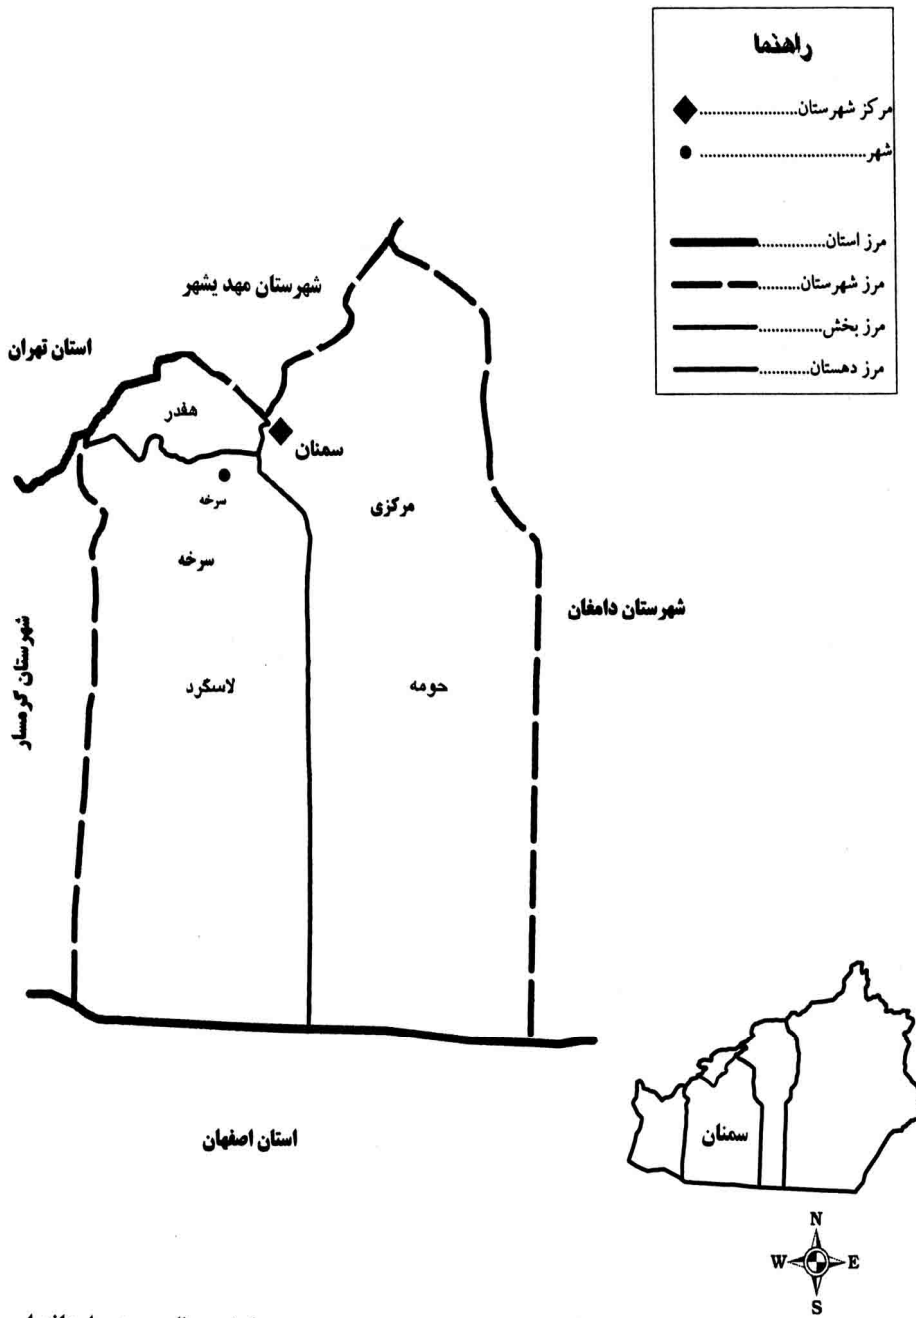 راهنما
مرکز شهرستان
شهر
مرز استان
مرز شهرستان
مرز بخش
مرز دهستان
شهرستان مهدیشهر
استان تهران
هفدر
سمنان
سرخه
مرکزی
سرخه
شهرستان دامغان
شهرستان گرمسار
لاسگرد
حومه
استان اصفهان
سمنان
N
W E
S